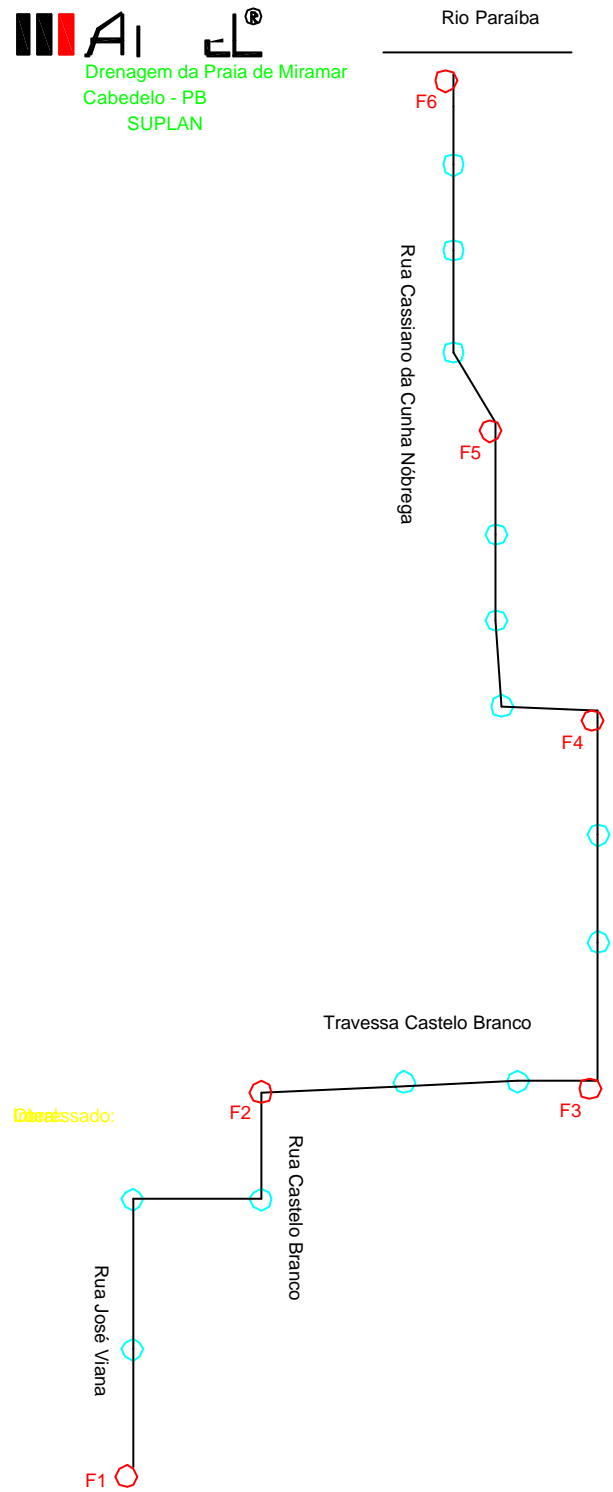 ®
Rio Paraíba
Drenagem da Praia de Miramar
Cabedelo - PB
SUPLAN
F6
Rua Cassiano da Cunha Nóbrega
F5
F4
Travessa Castelo Branco
F3
F2
Rua Castelo Branco
Rua José Viana
F1